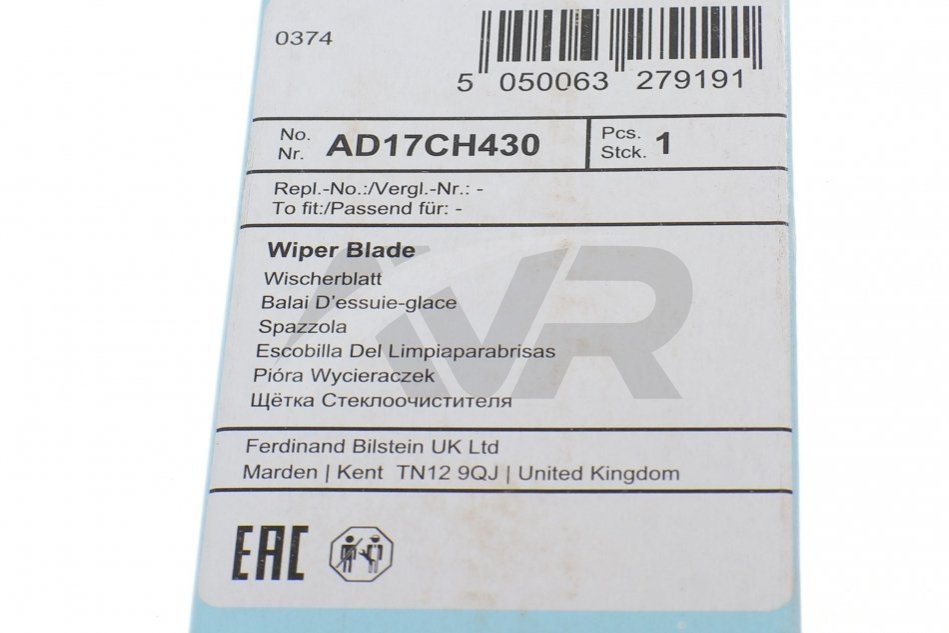 0374
5 050063 279191
No.
Nr. AD17CH430
Pcs.
Stck. 1
Repl.-No.:/Vergl.-Nr.: -
To fit:/Passend für: -
Wiper Blade
Wischerblatt
Balai D'essuie-glace
Spazzola
Escobilla Del Limpiaparabrisas
Pióra Wycieraczek
Щётка Стеклоочистителя
Ferdinand Bilstein UK Ltd
Marden | Kent TN12 9QJ | United Kingdom
EAC
iVR